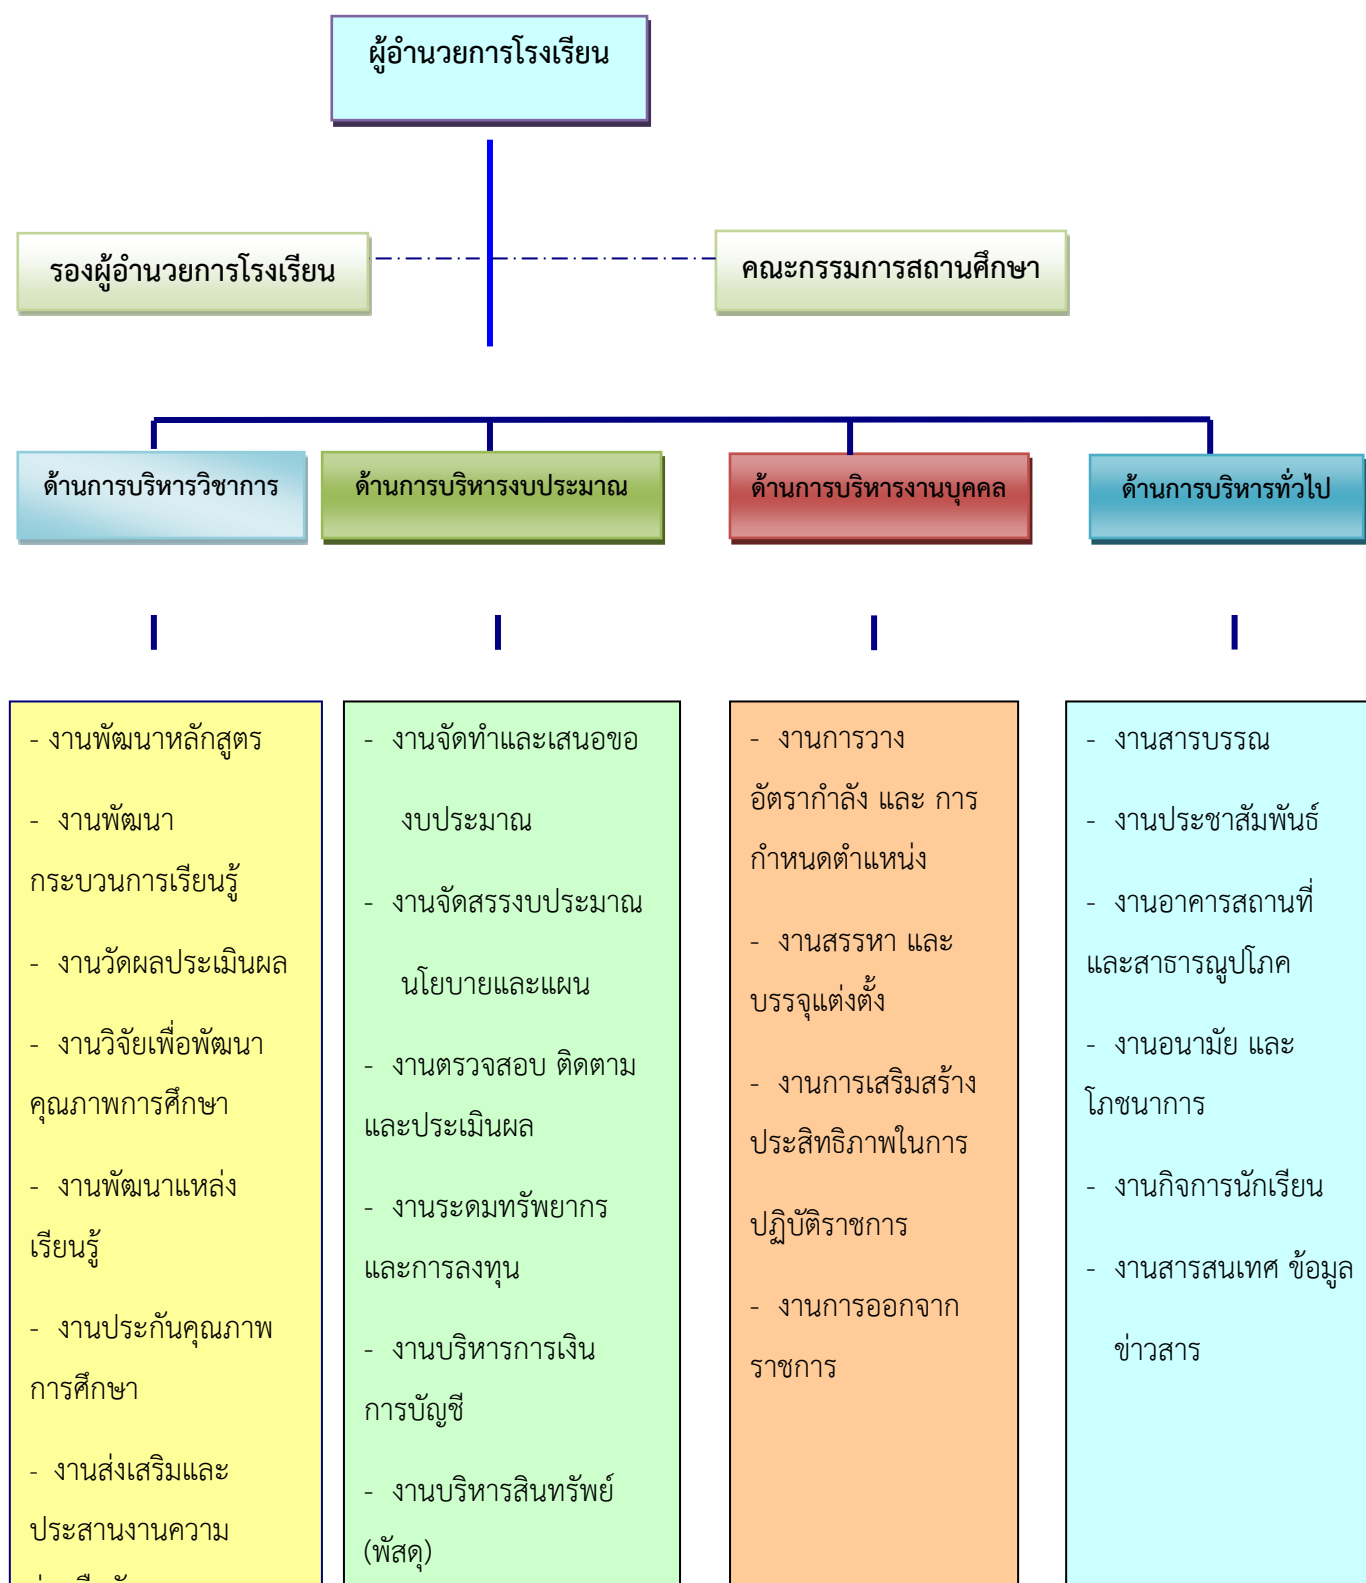 ผู้อำนวยการโรงเรียน
รองผู้อำนวยการโรงเรียน
คณะกรรมการสถานศึกษา
ด้านการบริหารวิชาการ
ด้านการบริหารงบประมาณ
ด้านการบริหารงานบุคคล
ด้านการบริหารทั่วไป
- งานพัฒนาหลักสูตร
- งานพัฒนา
กระบวนการเรียนรู้
- งานวัดผลประเมินผล
- งานวิจัยเพื่อพัฒนา
คุณภาพการศึกษา
- งานพัฒนาแหล่ง
เรียนรู้
- งานประกันคุณภาพ
การศึกษา
- งานส่งเสริมและ
ประสานงานความ
- งานจัดทำและเสนอขอ
งบประมาณ
- งานจัดสรรงบประมาณ
นโยบายและแผน
- งานตรวจสอบ ติดตาม
และประเมินผล
- งานระดมทรัพยากร
และการลงทุน
- งานบริหารการเงิน
การบัญชี
- งานบริหารสินทรัพย์
(พัสดุ)
- งานการวาง
อัตรากำลัง และ การ
กำหนดตำแหน่ง
- งานสรรหา และ
บรรจุแต่งตั้ง
- งานการเสริมสร้าง
ประสิทธิภาพในการ
ปฏิบัติราชการ
- งานการออกจาก
ราชการ
- งานสารบรรณ
- งานประชาสัมพันธ์
- งานอาคารสถานที่
และสาธารณูปโภค
- งานอนามัย และ
โภชนาการ
- งานกิจการนักเรียน
- งานสารสนเทศ ข้อมูล
ข่าวสาร